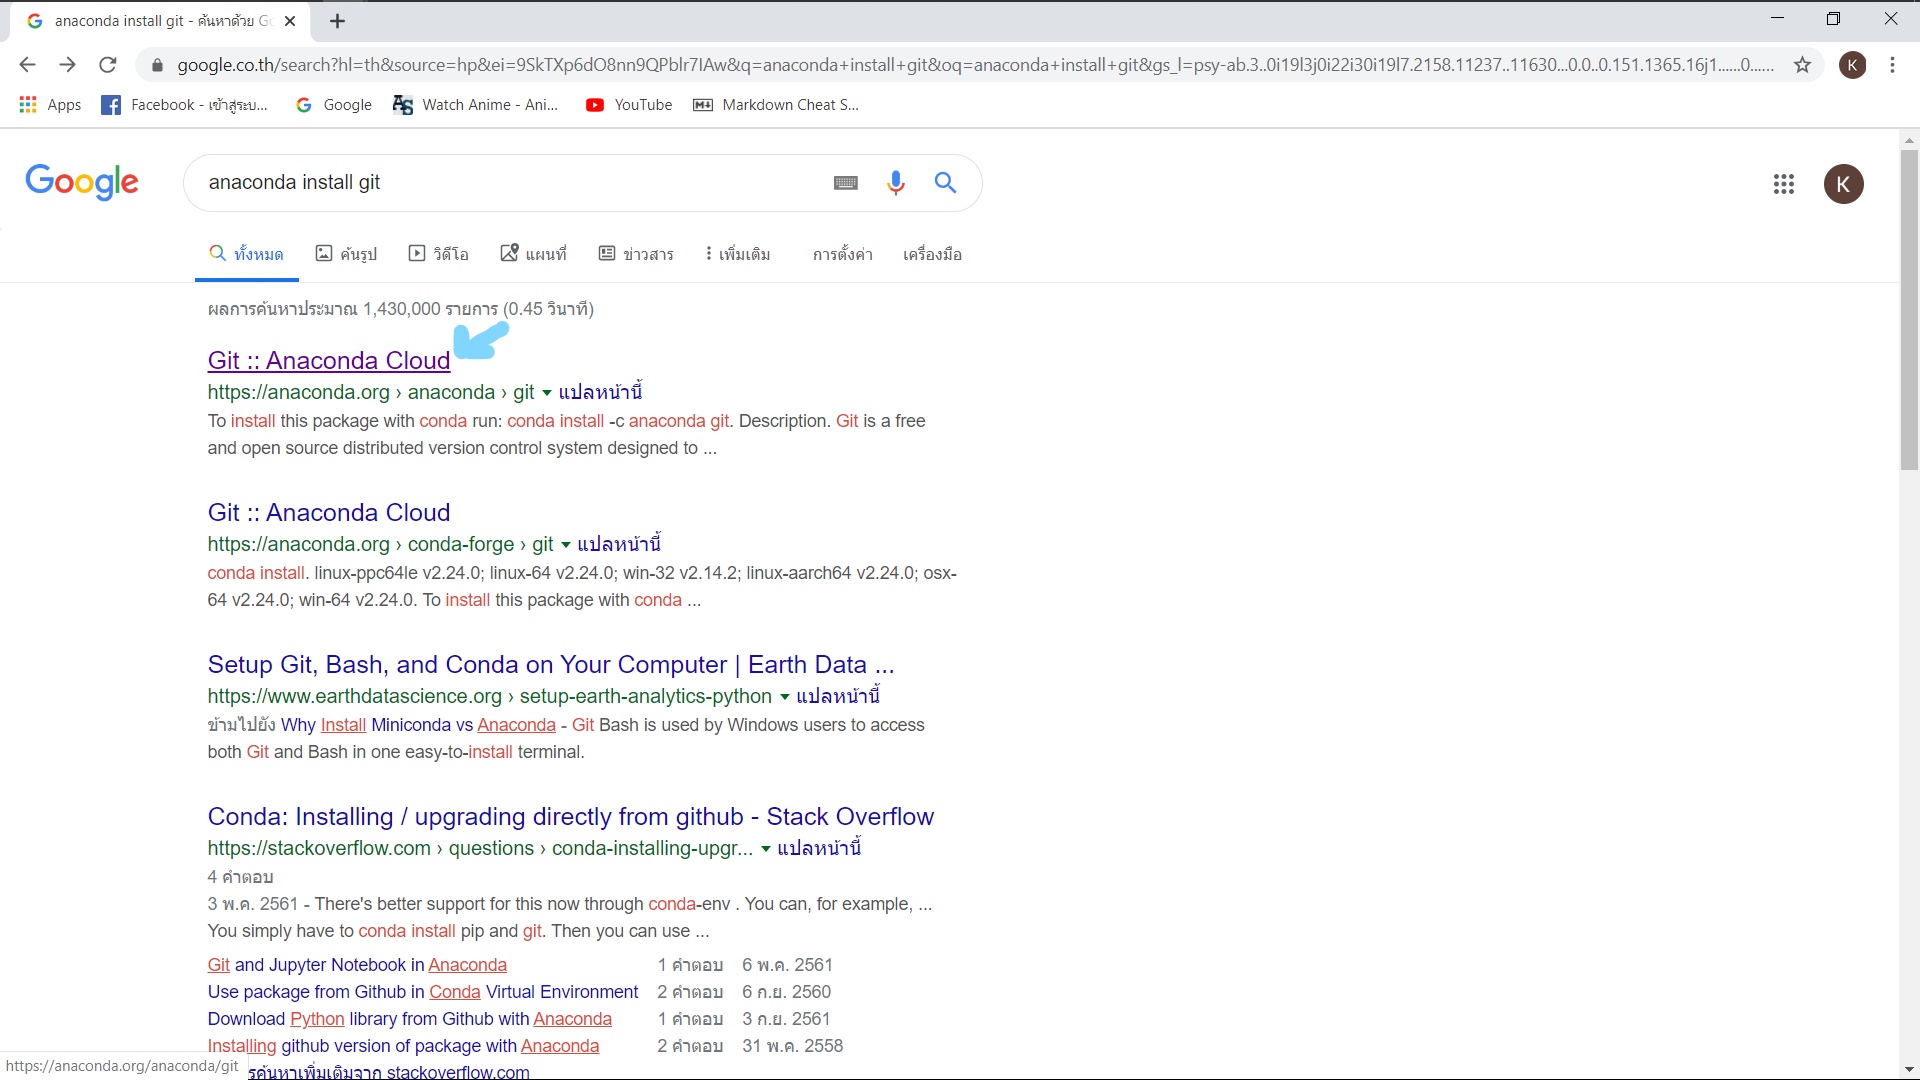 anaconda install git - ค้นหาด้วย Go
google.co.th/search?hl=th&source=hp&ei=9SkTXp6dO8nn9QPblr7IAw&q=anaconda+install+git&oq=anaconda+install+git&gs_l=psy-ab.3..0i19l3j0i22i30i19l7.2158.11237..11630...0.0..0.151.1365.16j1......0...... K
Apps Facebook - เข้าสู่ระบ... Google Watch Anime - Ani... YouTube Markdown Cheat S...
Google anaconda install git K
ทั้งหมด ค้นรูป วิดีโอ แผนที่ ข่าวสาร เพิ่มเติม การตั้งค่า เครื่องมือ
ผลการค้นหาประมาณ 1,430,000 รายการ (0.45 วินาที)
Git :: Anaconda Cloud
https://anaconda.org › anaconda › git แปลหน้านี้
To install this package with conda run: conda install -c anaconda git. Description. Git is a free
and open source distributed version control system designed to ...
Git :: Anaconda Cloud
https://anaconda.org › conda-forge › git แปลหน้านี้
conda install. linux-ppc64le v2.24.0; linux-64 v2.24.0; win-32 v2.14.2; linux-aarch64 v2.24.0; osx-
64 v2.24.0; win-64 v2.24.0. To install this package with conda ...
Setup Git, Bash, and Conda on Your Computer | Earth Data ...
https://www.earthdatascience.org › setup-earth-analytics-python แปลหน้านี้
ข้ามไปยัง Why Install Miniconda vs Anaconda - Git Bash is used by Windows users to access
both Git and Bash in one easy-to-install terminal.
Conda: Installing / upgrading directly from github - Stack Overflow
https://stackoverflow.com › questions › conda-installing-upgr... แปลหน้านี้
4 คำตอบ
3 พ.ค. 2561 - There's better support for this now through conda-env . You can, for example, ...
You simply have to conda install pip and git. Then you can use ...
Git and Jupyter Notebook in Anaconda 1 คำตอบ 6 พ.ค. 2561
Use package from Github in Conda Virtual Environment 2 คำตอบ 6 ก.ย. 2560
Download Python library from Github with Anaconda 1 คำตอบ 3 ก.ย. 2561
Installing github version of package with Anaconda 2 คำตอบ 31 พ.ค. 2558
รค้นหาเพิ่มเติมจาก stackoverflow.com
https://anaconda.org/anaconda/git